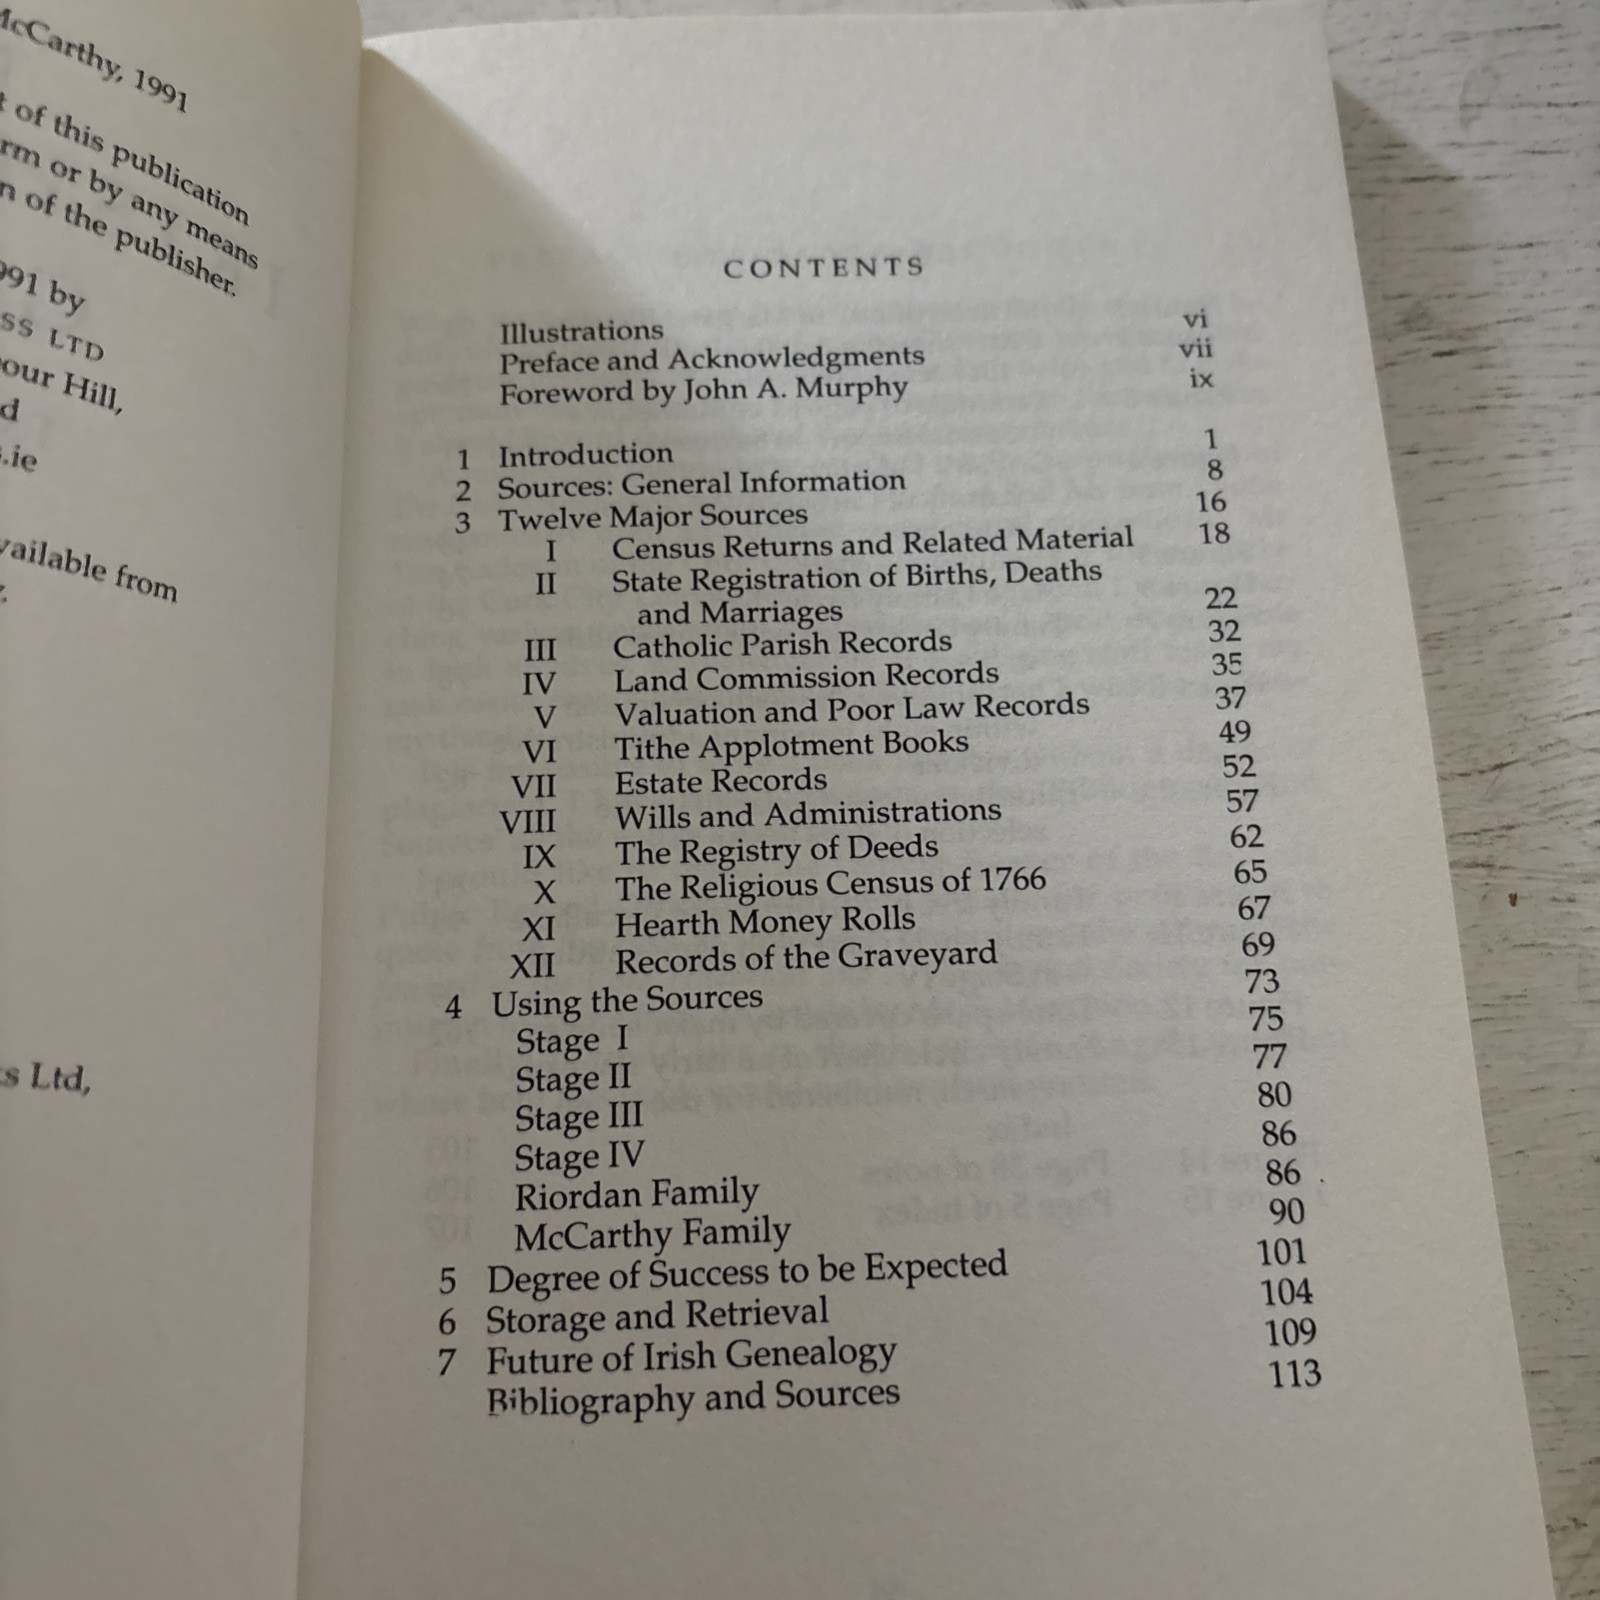 McCarthy, 1991
of this publication
or by any means
of the publisher.
by
LTD
Hill,
.ie
available from
Ltd,
CONTENTS
Illustrations vi
Preface and Acknowledgments vii
Foreword by John A. Murphy ix
1 Introduction 1
2 Sources: General Information 8
3 Twelve Major Sources 16
I Census Returns and Related Material 18
II State Registration of Births, Deaths
and Marriages 22
III Catholic Parish Records 32
IV Land Commission Records 35
V Valuation and Poor Law Records 37
VI Tithe Applotment Books 49
VII Estate Records 52
VIII Wills and Administrations 57
IX The Registry of Deeds 62
X The Religious Census of 1766 65
XI Hearth Money Rolls 67
XII Records of the Graveyard 69
4 Using the Sources 73
Stage I 75
Stage II 77
Stage III 80
Stage IV 86
Riordan Family 86
McCarthy Family 90
5 Degree of Success to be Expected 101
6 Storage and Retrieval 104
7 Future of Irish Genealogy 109
Bibliography and Sources 113